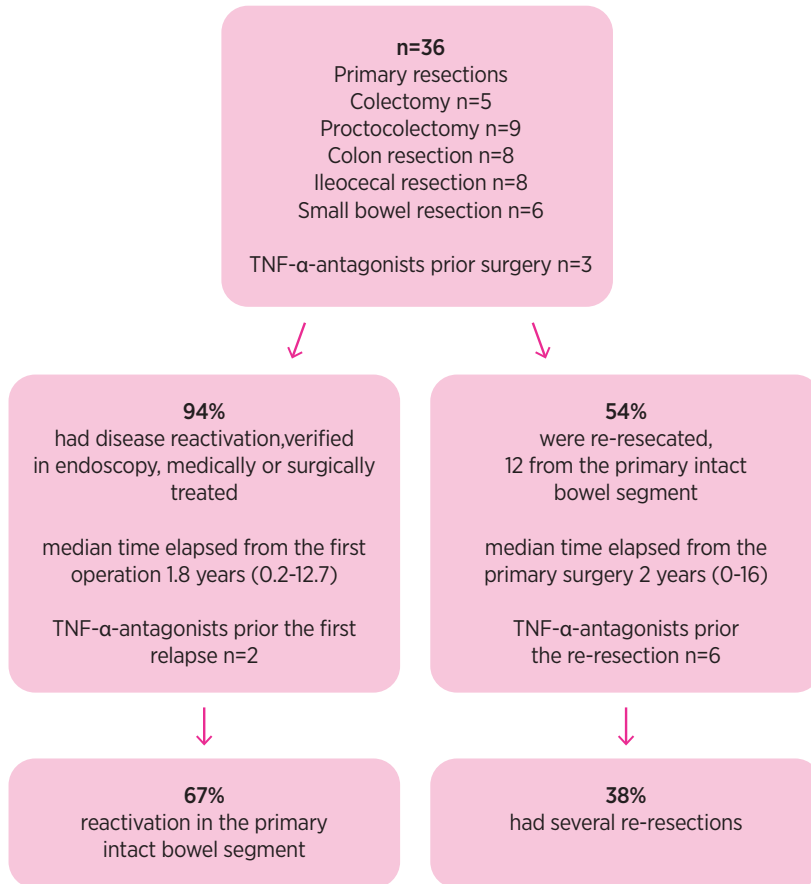 n=36
Primary resections
Colectomy n=5
Proctocolectomy n=9
Colon resection n=8
Ileocecal resection n=8
Small bowel resection n=6
TNF-α-antagonists prior surgery n=3
94%
had disease reactivation,verified
in endoscopy, medically or surgically
treated
median time elapsed from the first
operation 1.8 years (0.2-12.7)
TNF-α-antagonists prior the first
relapse n=2
54%
were re-resecated,
12 from the primary intact
bowel segment
median time elapsed from the
primary surgery 2 years (0-16)
TNF-α-antagonists prior
the re-resection n=6
67%
reactivation in the primary
intact bowel segment
38%
had several re-resections